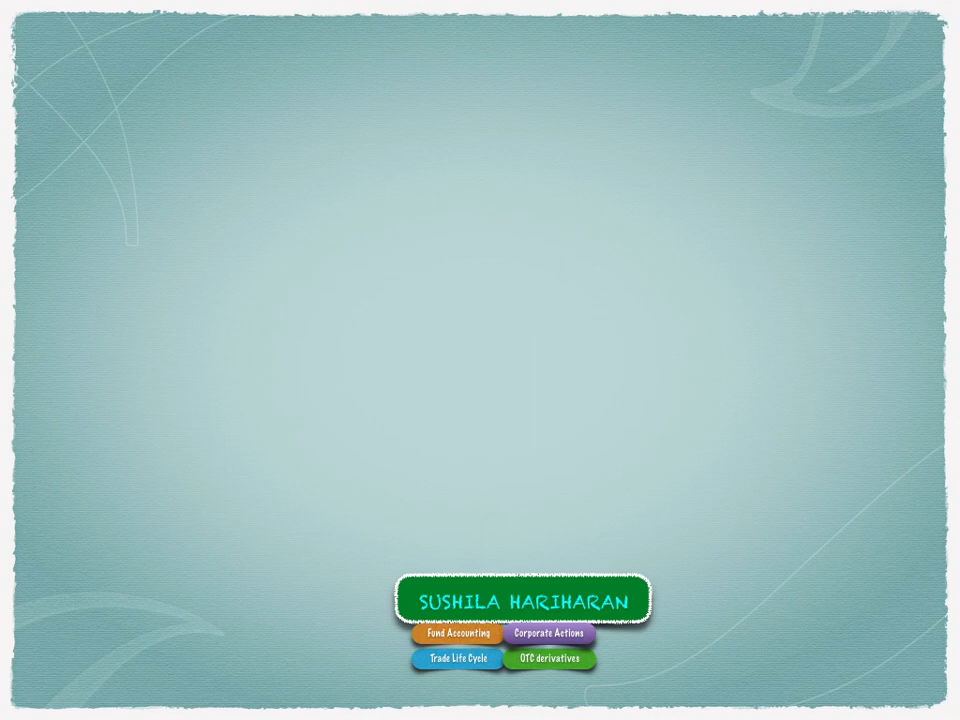 SUSHILA HARIHARAN
Fund Accounting Corporate Actions
Trade Life Cycle OTC derivatives